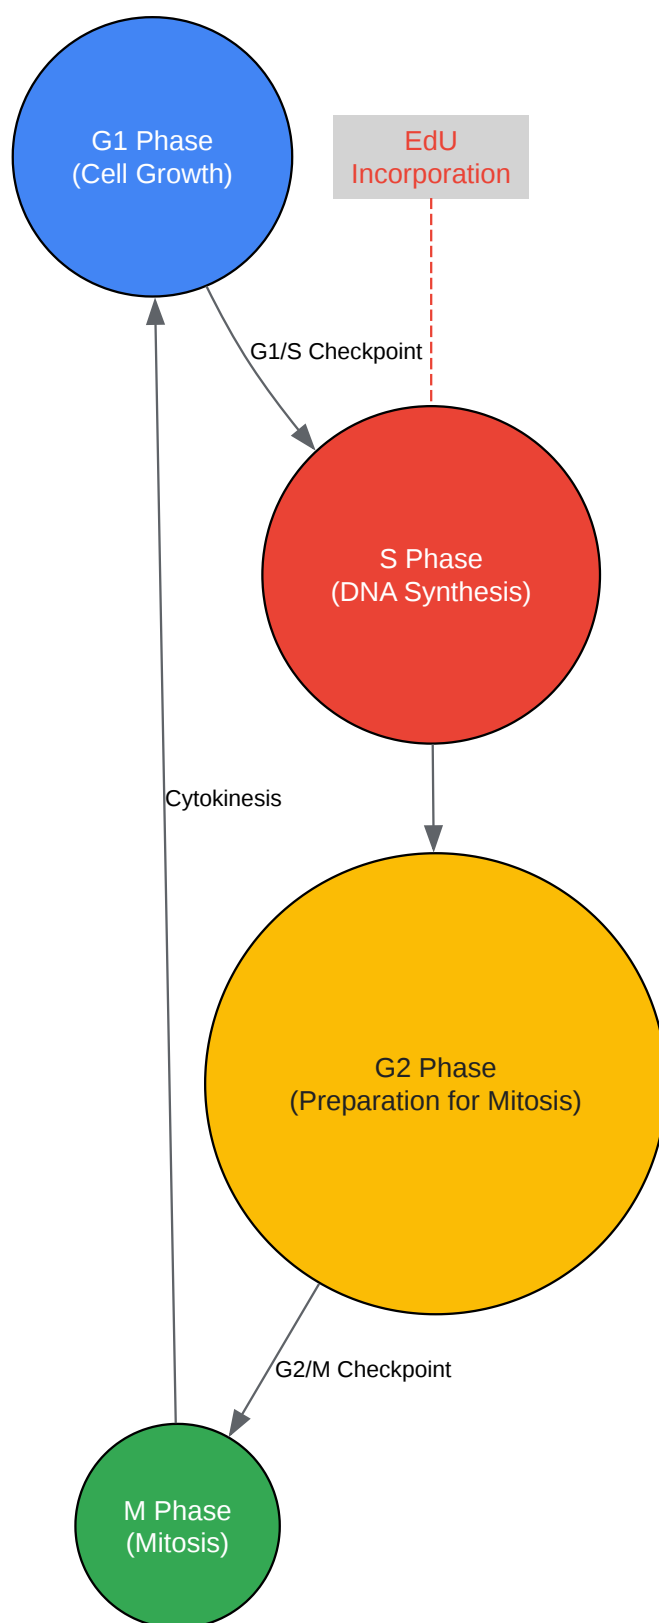 G1 Phase
(Cell Growth)
EdU
Incorporation
G1/S Checkpoint
S Phase
(DNA Synthesis)
Cytokinesis
G2 Phase
(Preparation for Mitosis)
G2/M Checkpoint
M Phase
(Mitosis)